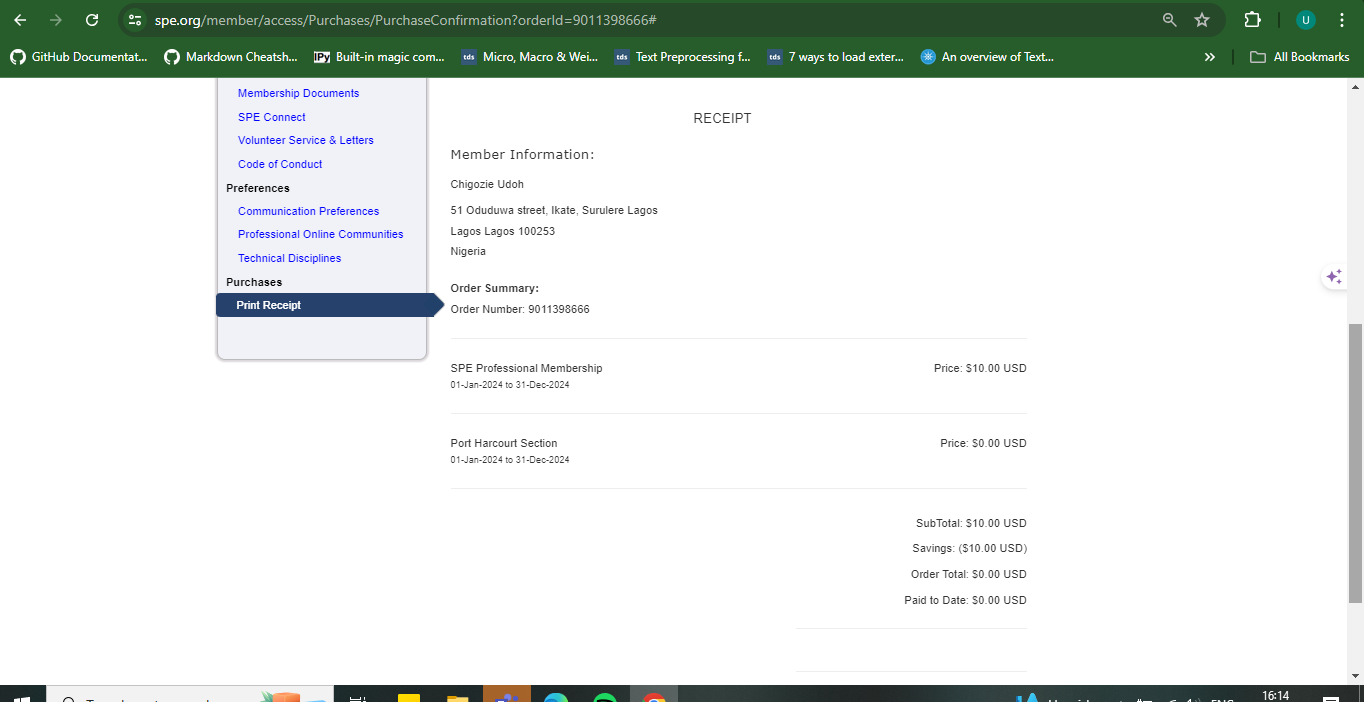 spe.org/member/access/Purchases/PurchaseConfirmation?orderId=9011398666#
U
GitHub Documentat...
Markdown Cheatsh...
IPy Built-in magic com...
tds Micro, Macro & Wei...
tds Text Preprocessing f...
tds 7 ways to load exter...
An overview of Text...
All Bookmarks
Membership Documents
SPE Connect
Volunteer Service & Letters
Code of Conduct
Preferences
Communication Preferences
Professional Online Communities
Technical Disciplines
Purchases
Print Receipt
RECEIPT
Member Information:
Chigozie Udoh
51 Oduduwa street, Ikate, Surulere Lagos
Lagos Lagos 100253
Nigeria
Order Summary:
Order Number: 9011398666
SPE Professional Membership Price: $10.00 USD
01-Jan-2024 to 31-Dec-2024
Port Harcourt Section Price: $0.00 USD
01-Jan-2024 to 31-Dec-2024
SubTotal: $10.00 USD
Savings: ($10.00 USD)
Order Total: $0.00 USD
Paid to Date: $0.00 USD
16:14